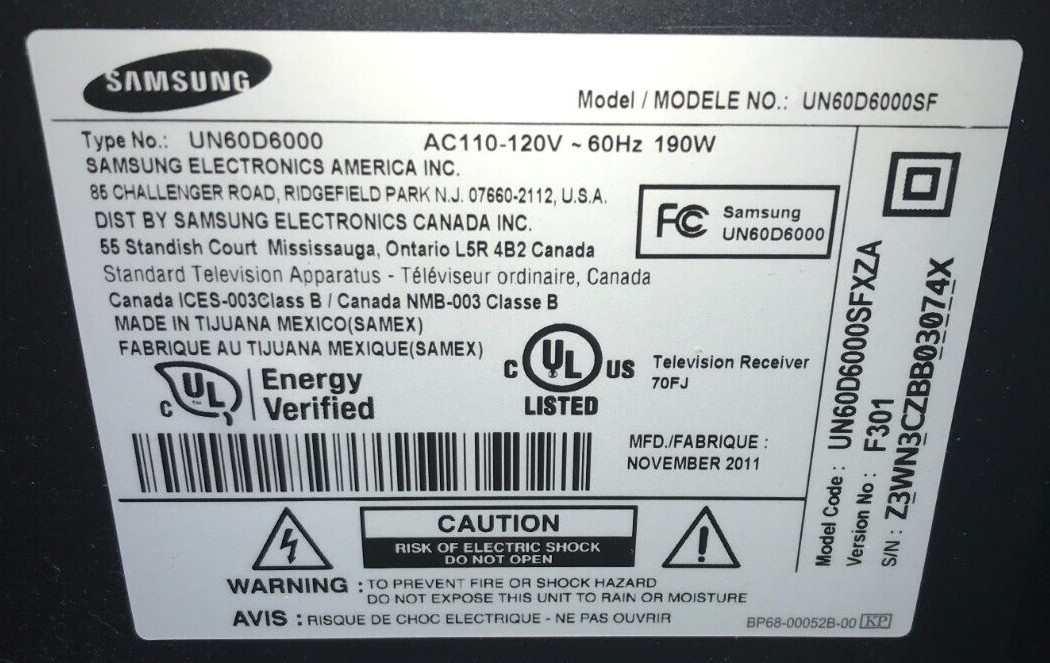 SAMSUNG
Model / MODELE NO.: UN60D6000SF
Type No.: UN60D6000 AC110-120V ~ 60Hz 190W
SAMSUNG ELECTRONICS AMERICA INC.
85 CHALLENGER ROAD, RIDGEFIELD PARK N.J. 07660-2112, U.S.A.
DIST BY SAMSUNG ELECTRONICS CANADA INC.
55 Standish Court Mississauga, Ontario L5R 4B2 Canada
Standard Television Apparatus - Téléviseur ordinaire, Canada
Canada ICES-003Class B / Canada NMB-003 Classe B
MADE IN TIJUANA MEXICO(SAMEX)
FABRIQUE AU TIJUANA MEXIQUE(SAMEX)
FC Samsung
UN60D6000
C UL ™ Energy
Verified
C UL US
LISTED
Television Receiver
70FJ
MFD./FABRIQUE :
NOVEMBER 2011
CAUTION
RISK OF ELECTRIC SHOCK
DO NOT OPEN
WARNING : TO PREVENT FIRE OR SHOCK HAZARD
DO NOT EXPOSE THIS UNIT TO RAIN OR MOISTURE
AVIS : RISQUE DE CHOC ELECTRIQUE - NE PAS OUVRIR
BP68-00052B-00 KP
Model Code : UN60D6000SFXZA
Version No : F301
S/N : Z3WN3CZBB03074X